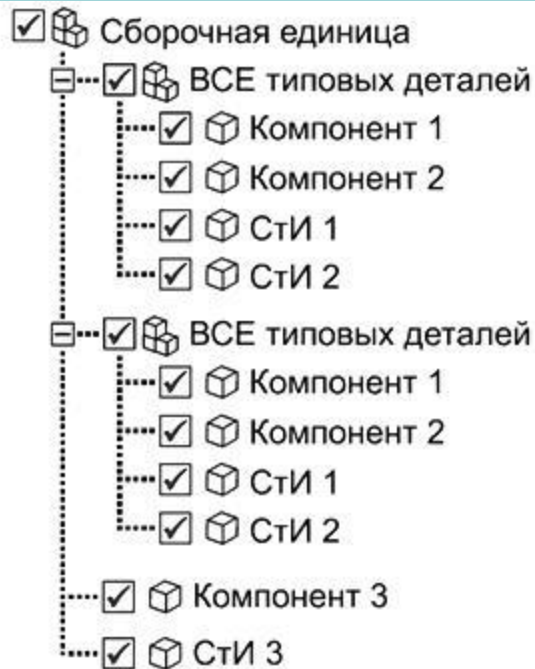 Сборочная единица
ВСЕ типовых деталей
Компонент 1
Компонент 2
СтИ 1
СтИ 2
ВСЕ типовых деталей
Компонент 1
Компонент 2
СтИ 1
СтИ 2
Компонент 3
СтИ 3